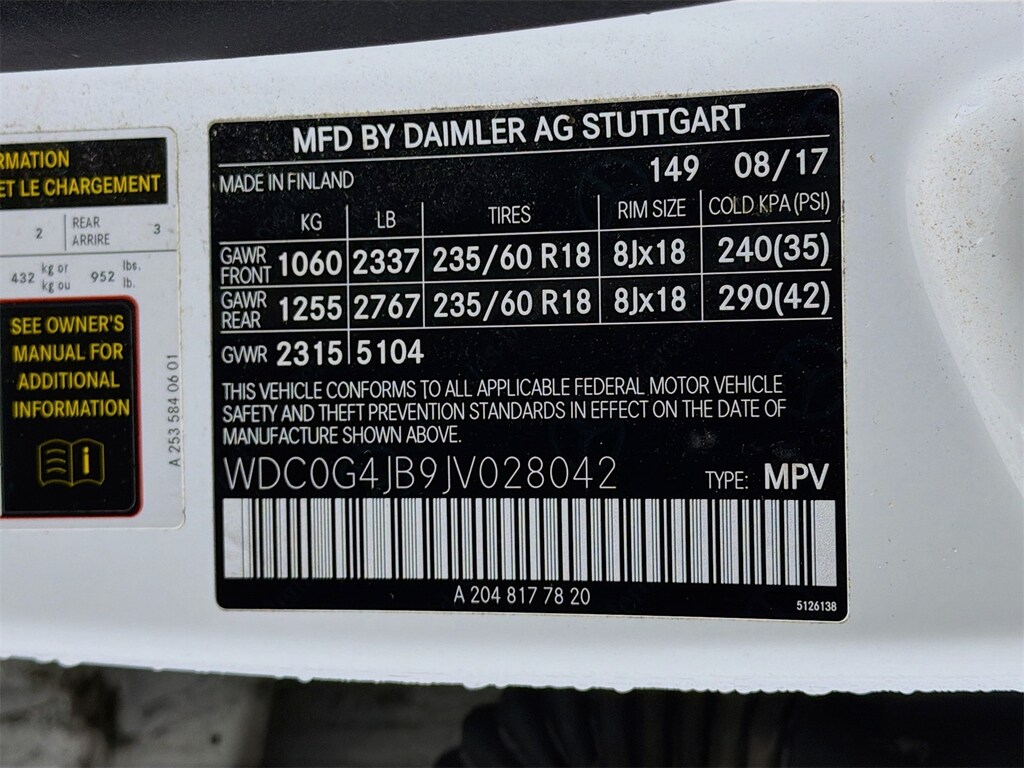 RMATION
ET LE CHARGEMENT
2 REAR ARRIRE 3
432 kg or kg ou 952 lbs. lb.
SEE OWNER'S
MANUAL FOR
ADDITIONAL
INFORMATION
i
A 253 584 06 01
MFD BY DAIMLER AG STUTTGART
MADE IN FINLAND 149 08/17
KG LB TIRES RIM SIZE COLD KPA (PSI)
GAWR FRONT 1060 2337 235/60 R18 8Jx18 240(35)
GAWR REAR 1255 2767 235/60 R18 8Jx18 290(42)
GVWR 2315 5104
THIS VEHICLE CONFORMS TO ALL APPLICABLE FEDERAL MOTOR VEHICLE
SAFETY AND THEFT PREVENTION STANDARDS IN EFFECT ON THE DATE OF
MANUFACTURE SHOWN ABOVE.
WDC0G4JB9JV028042 TYPE: MPV
A 204 817 78 20
5126138